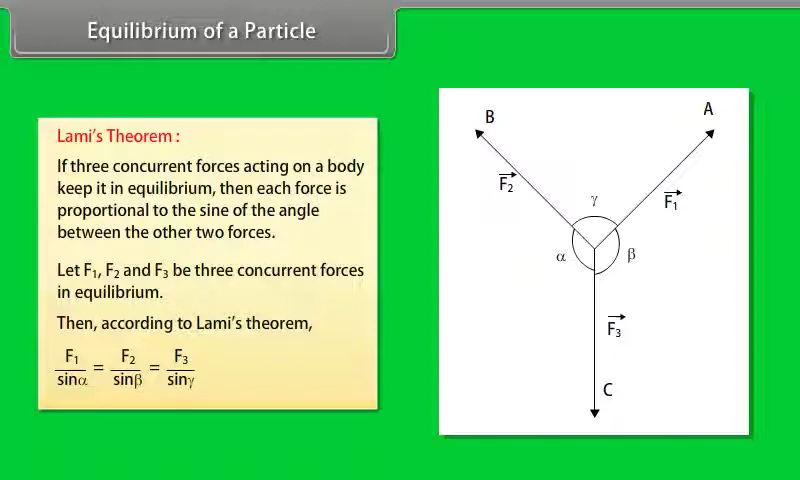 Equilibrium of a Particle
Lami's Theorem :
If three concurrent forces acting on a body
keep it in equilibrium, then each force is
proportional to the sine of the angle
between the other two forces.
Let F₁, F₂ and F₃ be three concurrent forces
in equilibrium.
Then, according to Lami's theorem,
F₁/sinα = F₂/sinβ = F₃/sinγ
B
A
F₂
F₁
γ
α
β
F₃
C